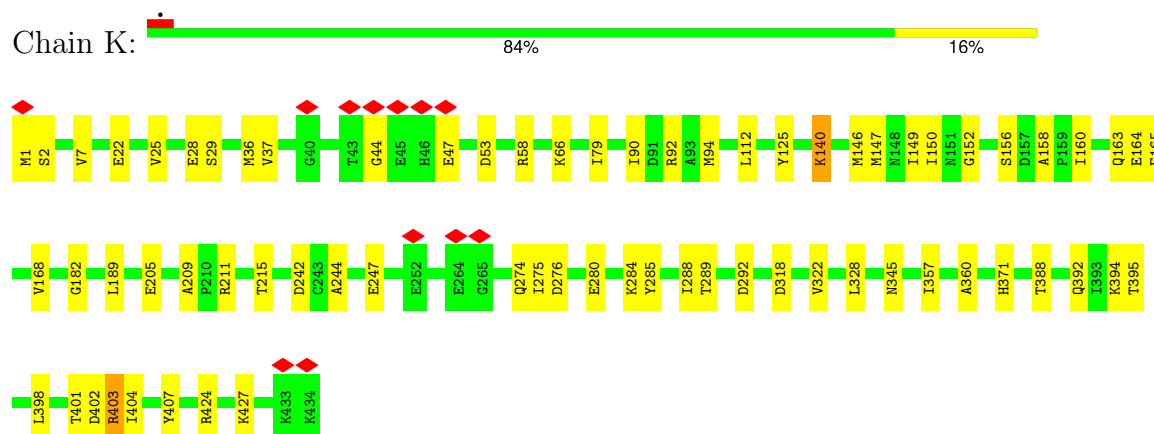 Chain K:
•
84% 16%
M1 S2 V7 E22 V25 E28 S29 M36 V37 G40 T43 G44 E45 H46 E47 D53 R58 K66 I79 I90 D91 R92 A93 M94 L112 Y125 K140 M146 M147 N148 I149 I150 N151 G152 S156 D157 A158 P159 I160 Q163 E164
V168 G182 L189 E205 A209 P210 R211 T215 D242 C243 A244 E247 E252 E264 G265 Q274 I275 D276 E280 K284 Y285 I288 T289 D292 D318 V322 L328 N345 I357 A360 H371 T388 Q392 I393 K394 T395
L398 T401 D402 R403 I404 Y407 R424 K427 K433 K434